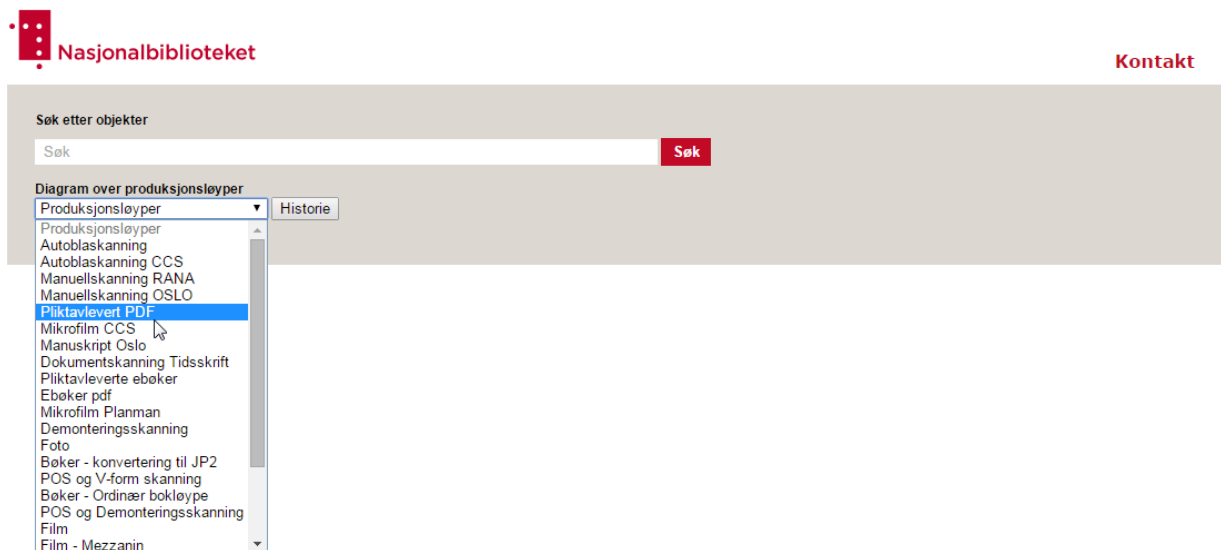 Nasjonalbiblioteket
Kontakt
Søk etter objekter
Søk
Søk
Diagram over produksjonsløyper
Produksjonsløyper
Historie
Produksjonsløyper
Autoblaskanning
Autoblaskanning CCS
Manuellskanning RANA
Manuellskanning OSLO
Pliktavlevert PDF
Mikrofilm CCS
Manuskript Oslo
Dokumentskanning Tidsskrift
Pliktavleverte ebøker
Ebøker pdf
Mikrofilm Planman
Demonteringsskanning
Foto
Bøker - konvertering til JP2
POS og V-form skanning
Bøker - Ordinær bokløype
POS og Demonteringsskanning
Film
Film - Mezzanin